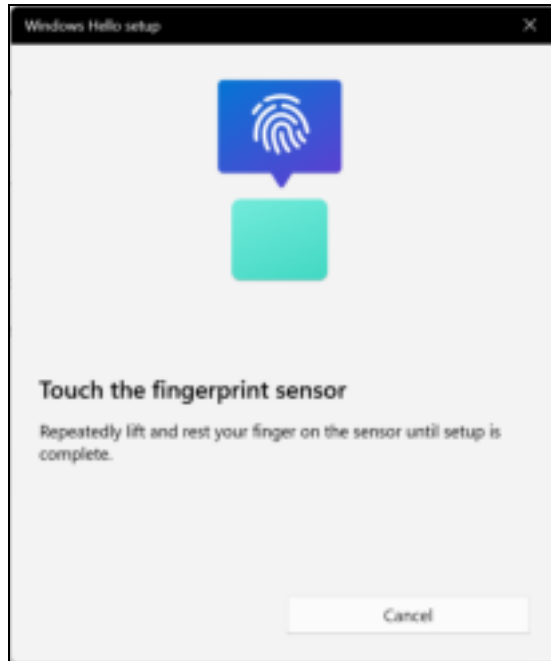 Windows Hello setup
Touch the fingerprint sensor
Repeatedly lift and rest your finger on the sensor until setup is
complete.
Cancel